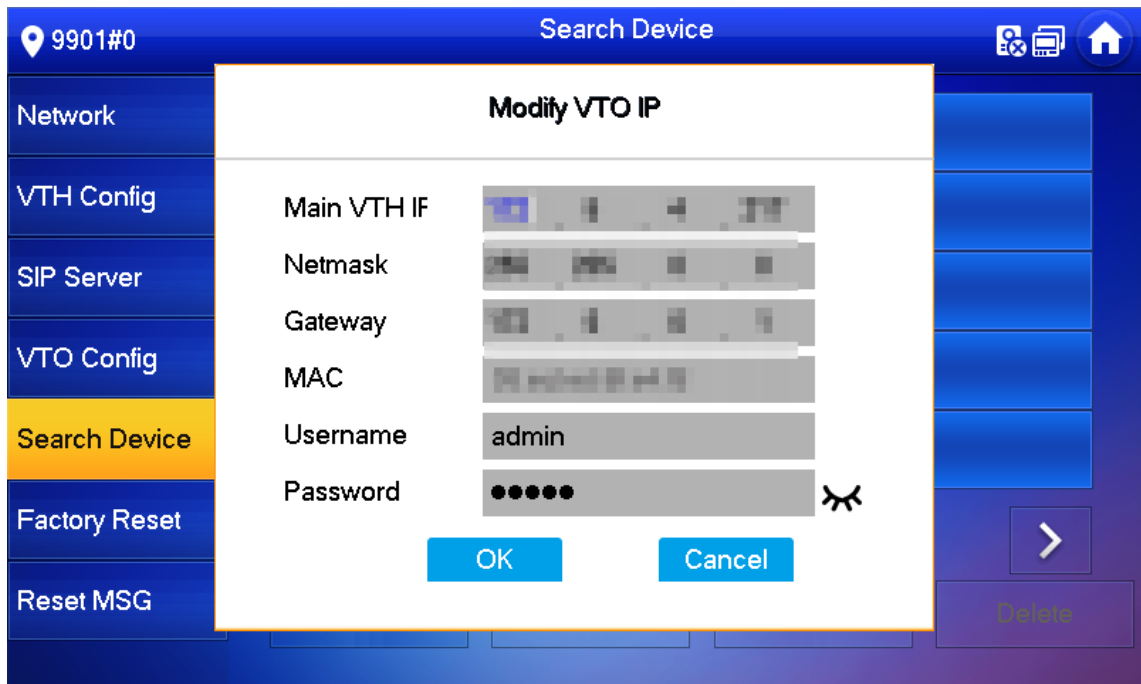 9901#0
Search Device
Network
VTH Config
SIP Server
VTO Config
Search Device
Factory Reset
Reset MSG
Modify VTO IP
Main VTH IP
Netmask
Gateway
MAC
Username admin
Password •••••
OK Cancel
Delete